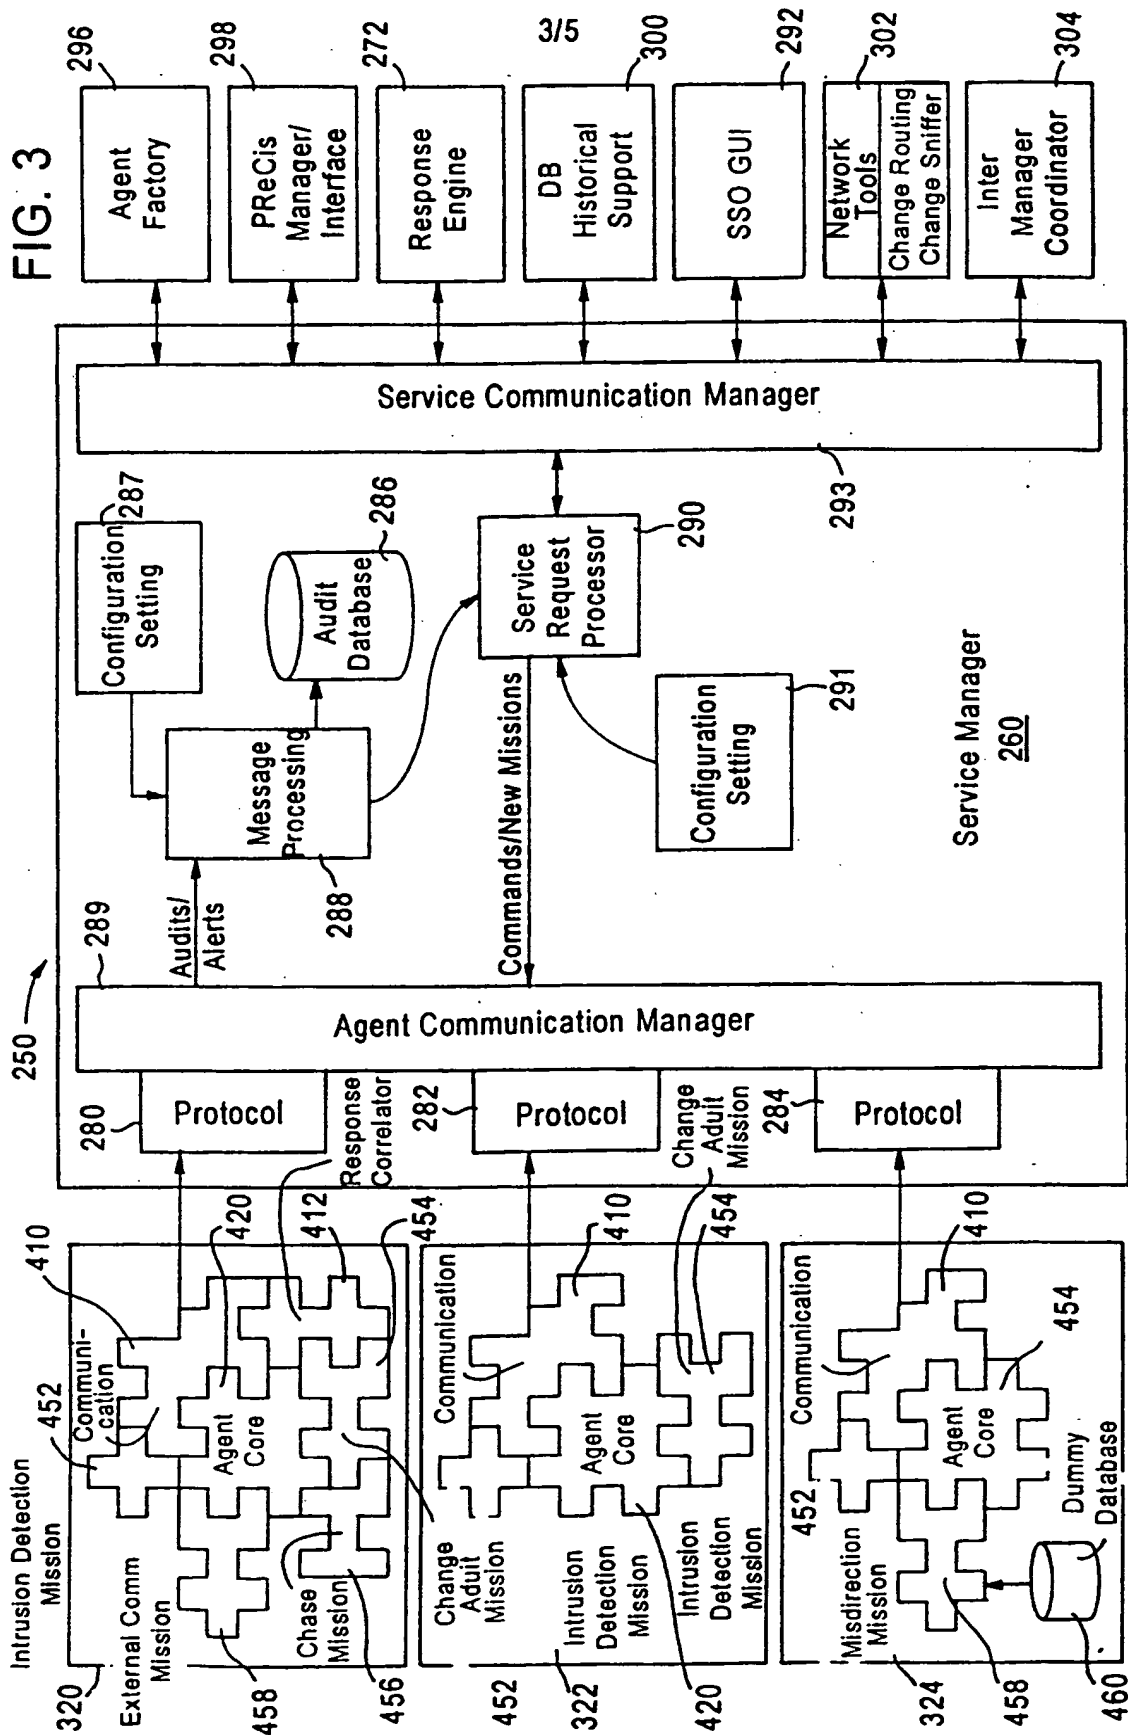 FIG. 3
3/5
296
Agent
Factory
298
PReCis
Manager/
Interface
272
Response
Engine
300
DB
Historical
Support
292
SSO GUI
302
Network
Tools
Change Routing
Change Sniffer
304
Inter
Manager
Coordinator
Service Communication Manager
293
287
Configuration
Setting
286
Audit
Database
290
Service
Request
Processor
Message
Processing
288
291
Configuration
Setting
Commands/New Missions
Audits/
Alerts
Service Manager
260
250
289
Agent Communication Manager
280
Protocol
282
Protocol
284
Protocol
Response
Correlator
Change
Aduit
Mission
410
420
412
454
452
Communi-
cation
Agent
Core
Intrusion Detection
Mission
320
External Comm
Mission
458
Chase
Mission
456
Communication
410
454
Agent
Core
Change
Aduit
Mission
452
Intrusion
Detection
Mission
322
Intrusion
Detection
Mission
420
Communication
410
454
Agent
Core
452
Misdirection
Mission
324
458
Dummy
Database
460